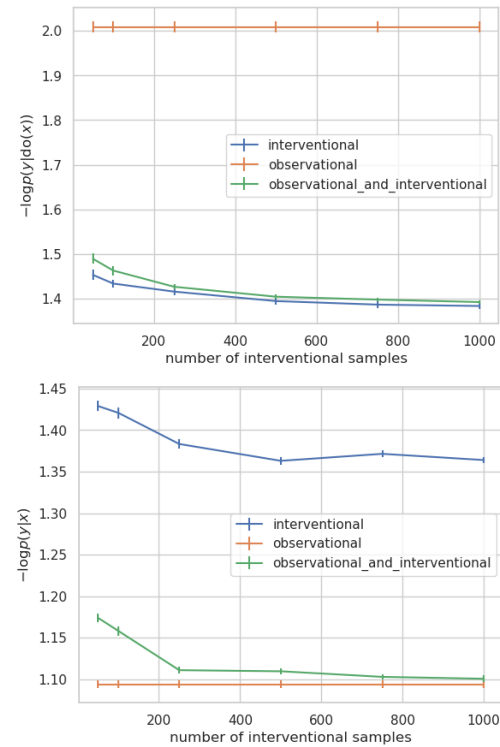 2.0
1.9
1.8
1.7
1.6
1.5
1.4
−logp(y|do(x))
interventional
observational
observational_and_interventional
200 400 600 800 1000
number of interventional samples
1.45
1.40
1.35
1.30
1.25
1.20
1.15
1.10
−logp(y|x)
interventional
observational
observational_and_interventional
200 400 600 800 1000
number of interventional samples